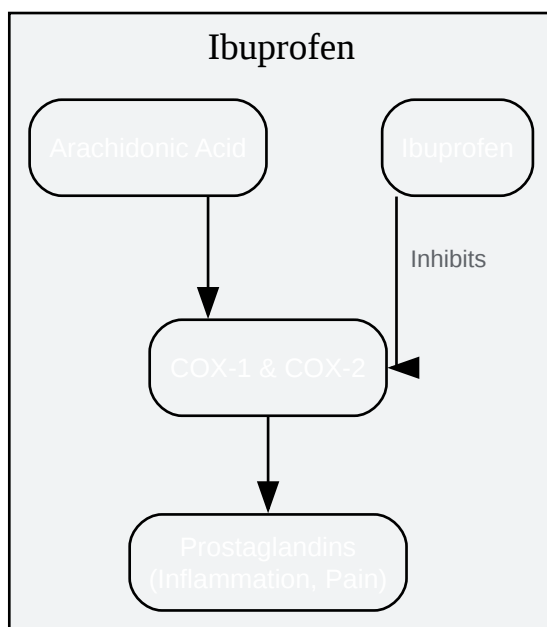 Ibuprofen
Arachidonic Acid
Ibuprofen
Inhibits
COX-1 & COX-2
Prostaglandins
(Inflammation, Pain)